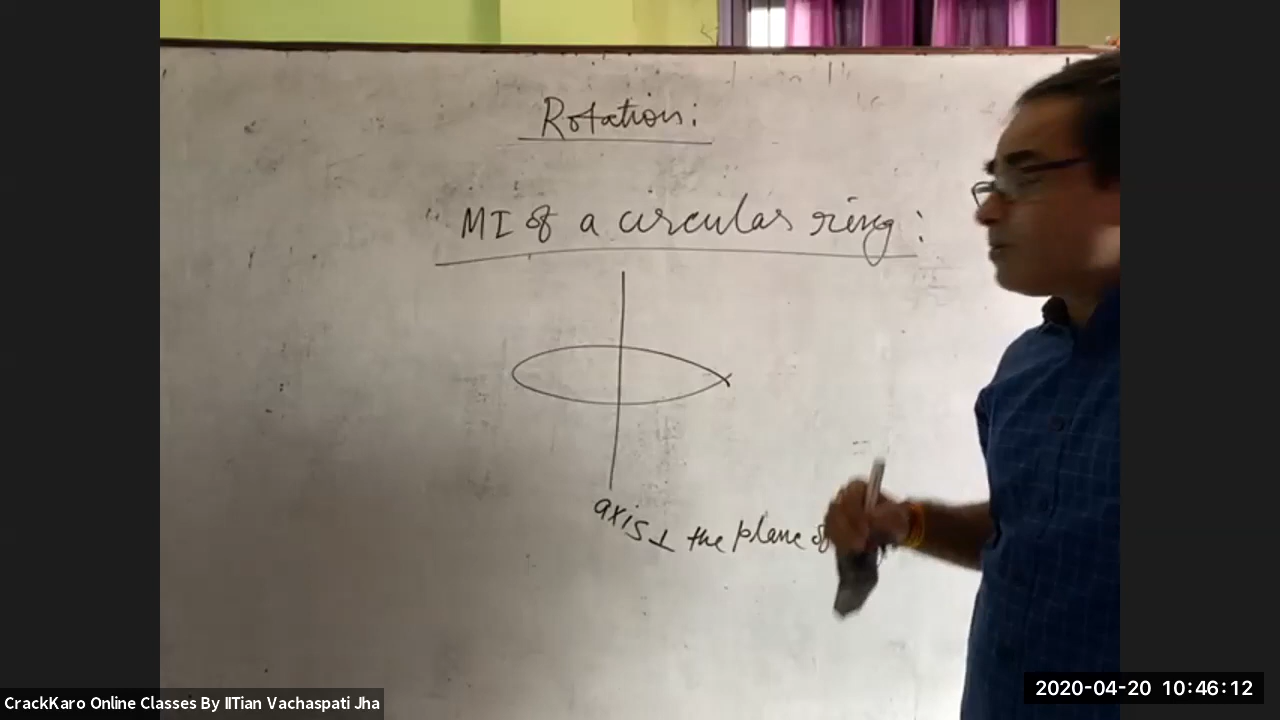 Rotation:
MI of a circular ring:
axis ⊥ the plane of
CrackKaro Online Classes By IITian Vachaspati Jha
2020-04-20 10:46:12